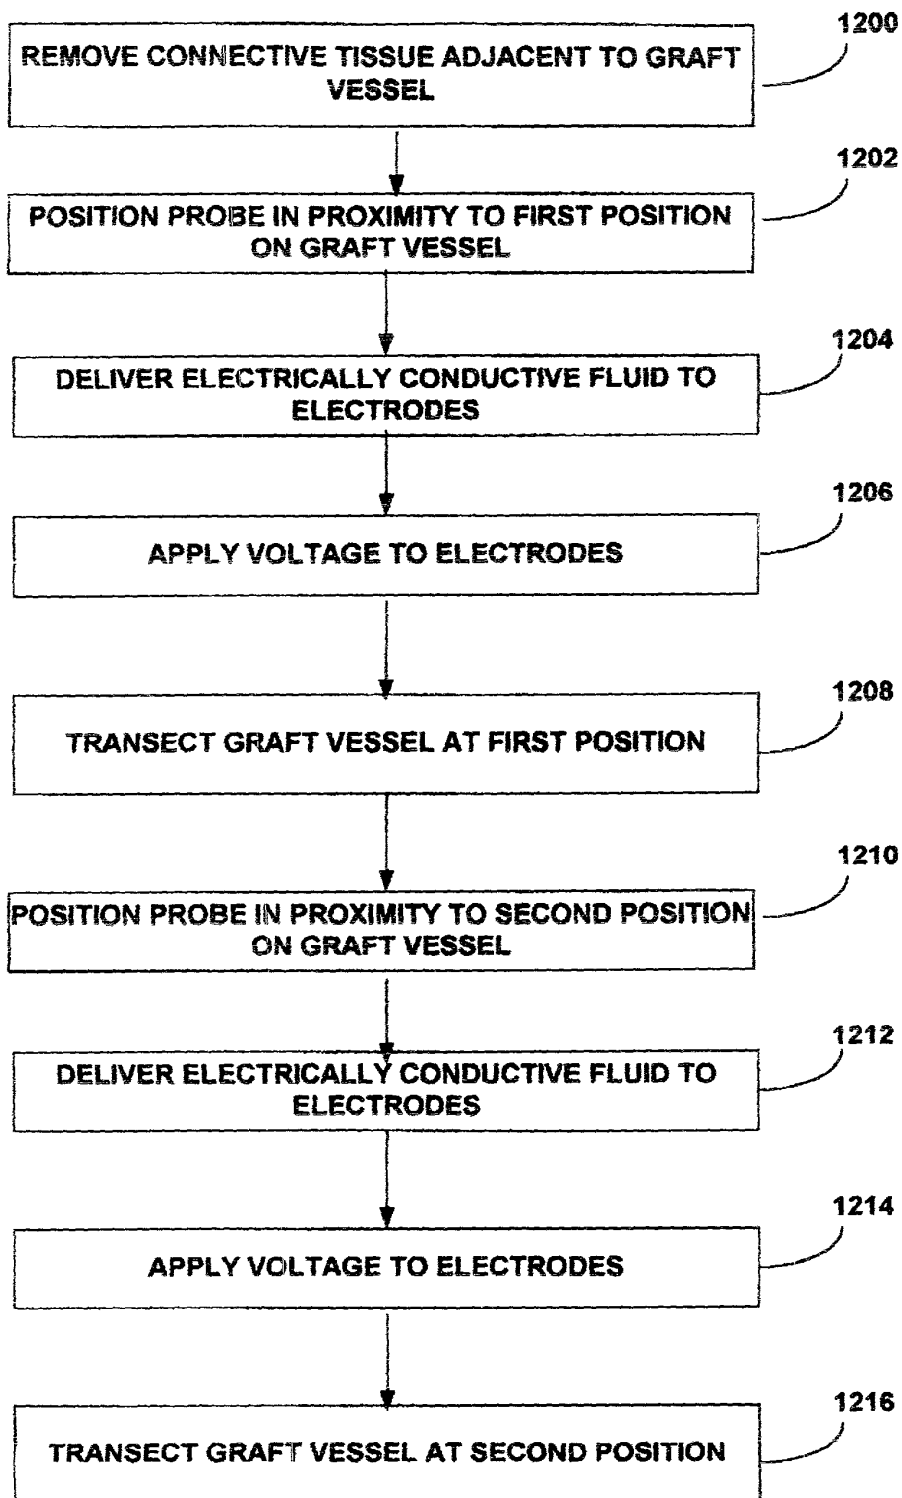 1200
REMOVE CONNECTIVE TISSUE ADJACENT TO GRAFT
VESSEL
1202
POSITION PROBE IN PROXIMITY TO FIRST POSITION
ON GRAFT VESSEL
1204
DELIVER ELECTRICALLY CONDUCTIVE FLUID TO
ELECTRODES
1206
APPLY VOLTAGE TO ELECTRODES
1208
TRANSECT GRAFT VESSEL AT FIRST POSITION
1210
POSITION PROBE IN PROXIMITY TO SECOND POSITION
ON GRAFT VESSEL
1212
DELIVER ELECTRICALLY CONDUCTIVE FLUID TO
ELECTRODES
1214
APPLY VOLTAGE TO ELECTRODES
1216
TRANSECT GRAFT VESSEL AT SECOND POSITION